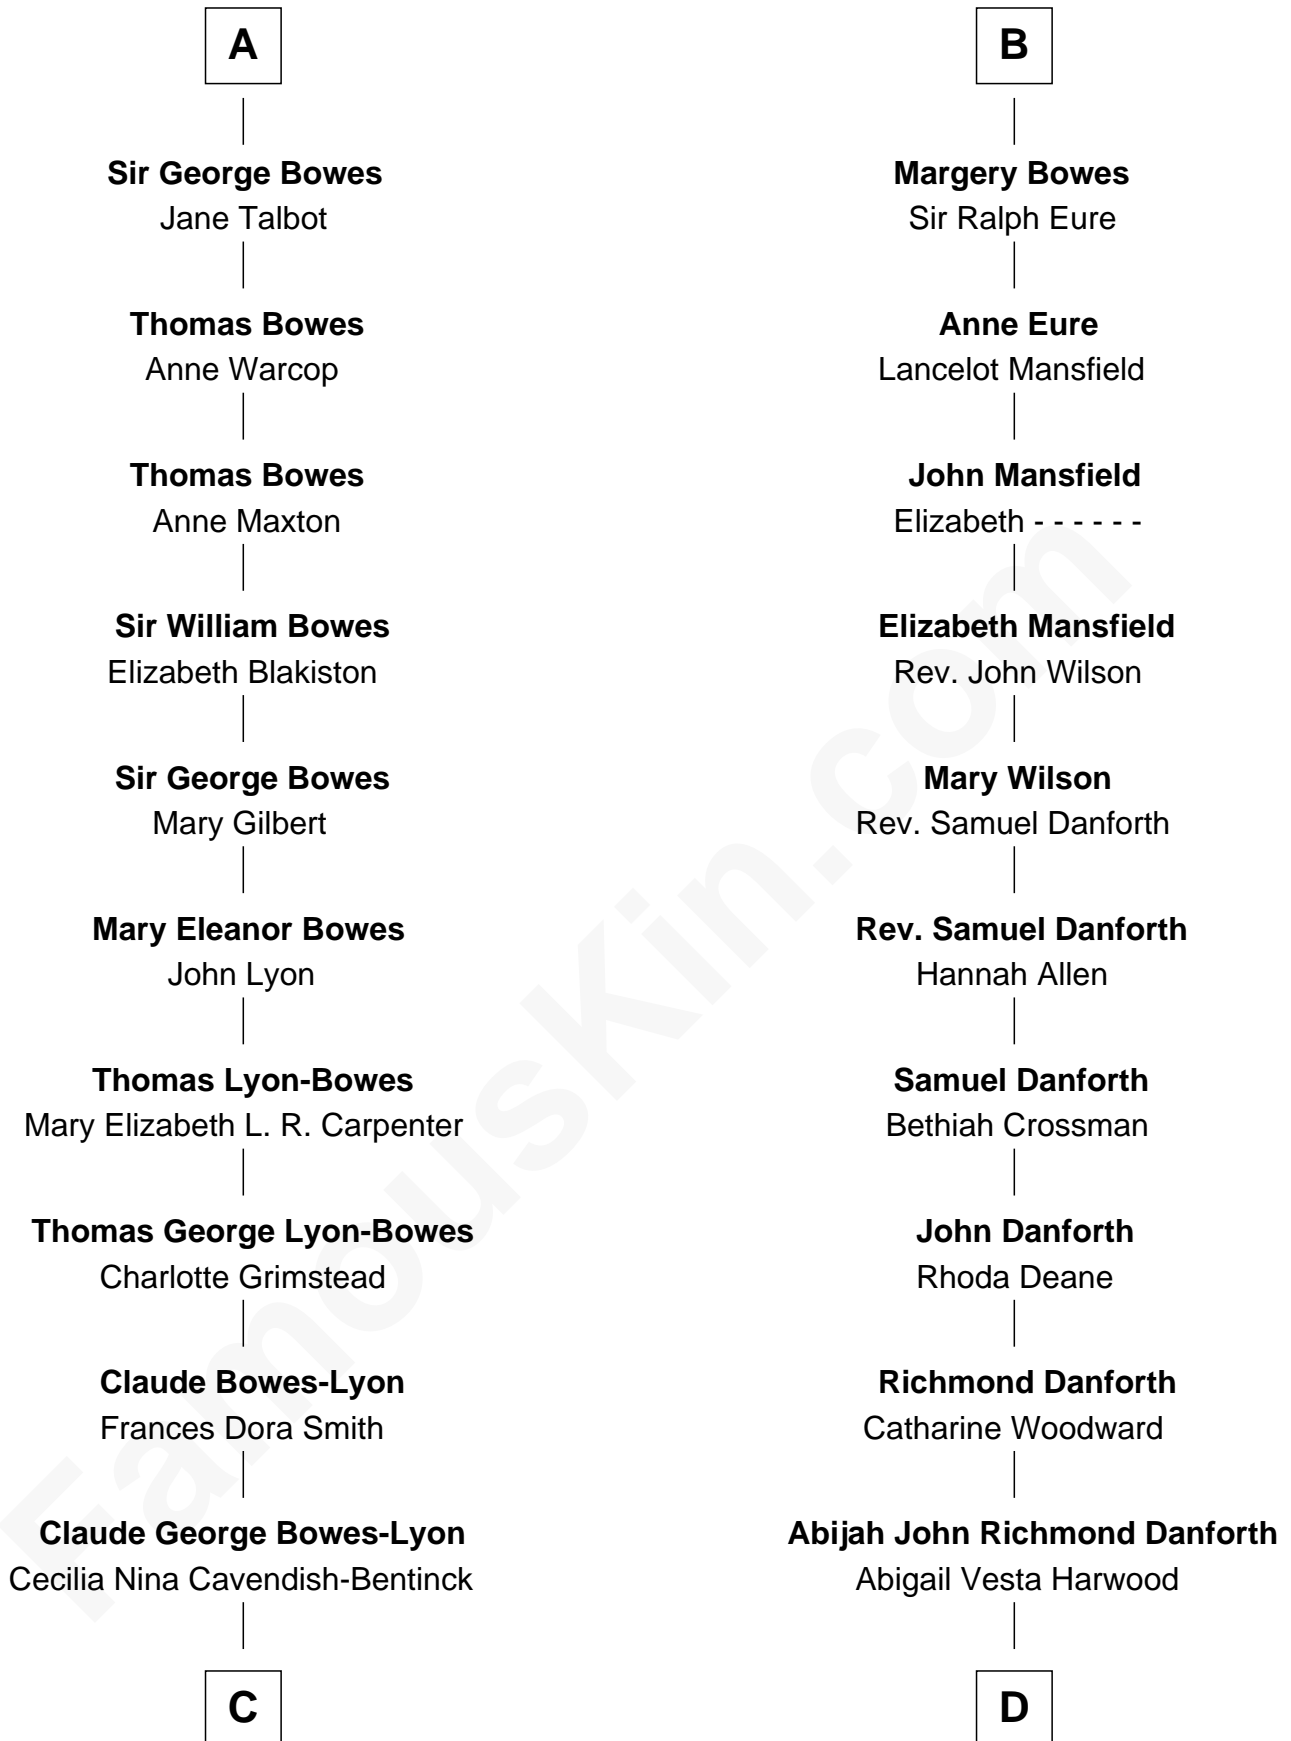 A
Sir George Bowes
Jane Talbot
Thomas Bowes
Anne Warcop
Thomas Bowes
Anne Maxton
Sir William Bowes
Elizabeth Blakiston
Sir George Bowes
Mary Gilbert
Mary Eleanor Bowes
John Lyon
Thomas Lyon-Bowes
Mary Elizabeth L. R. Carpenter
Thomas George Lyon-Bowes
Charlotte Grimstead
Claude Bowes-Lyon
Frances Dora Smith
Claude George Bowes-Lyon
Cecilia Nina Cavendish-Bentinck
C
B
Margery Bowes
Sir Ralph Eure
Anne Eure
Lancelot Mansfield
John Mansfield
Elizabeth - - - - - -
Elizabeth Mansfield
Rev. John Wilson
Mary Wilson
Rev. Samuel Danforth
Rev. Samuel Danforth
Hannah Allen
Samuel Danforth
Bethiah Crossman
John Danforth
Rhoda Deane
Richmond Danforth
Catharine Woodward
Abijah John Richmond Danforth
Abigail Vesta Harwood
D
FamousKin.com